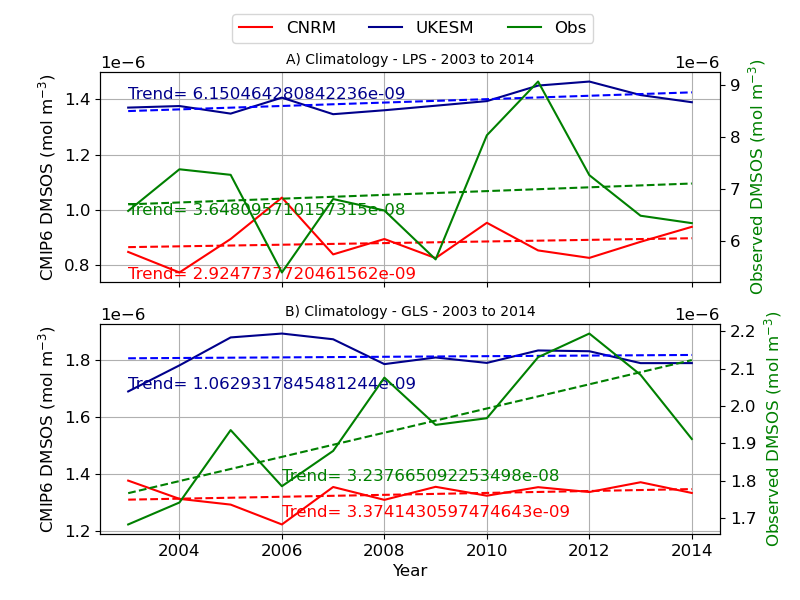 CNRM UKESM Obs
A) Climatology - LPS - 2003 to 2014
1e−6 1e−6
CMIP6 DMSOS (mol m−3)
1.4
1.2
1.0
0.8
Trend= 6.150464280842236e-09
Trend= 3.6480957101573​15e-08
Trend= 2.9247737720461562e-09
9
8
7
6
Observed DMSOS (mol m−3)
B) Climatology - GLS - 2003 to 2014
1e−6 1e−6
CMIP6 DMSOS (mol m−3)
1.8
1.6
1.4
1.2
Trend= 1.06293178454812​44e-09
Trend= 3.237665092253498e-08
Trend= 3.3741430597474643e-09
2.2
2.1
2.0
1.9
1.8
1.7
Observed DMSOS (mol m−3)
2004 2006 2008 2010 2012 2014
Year